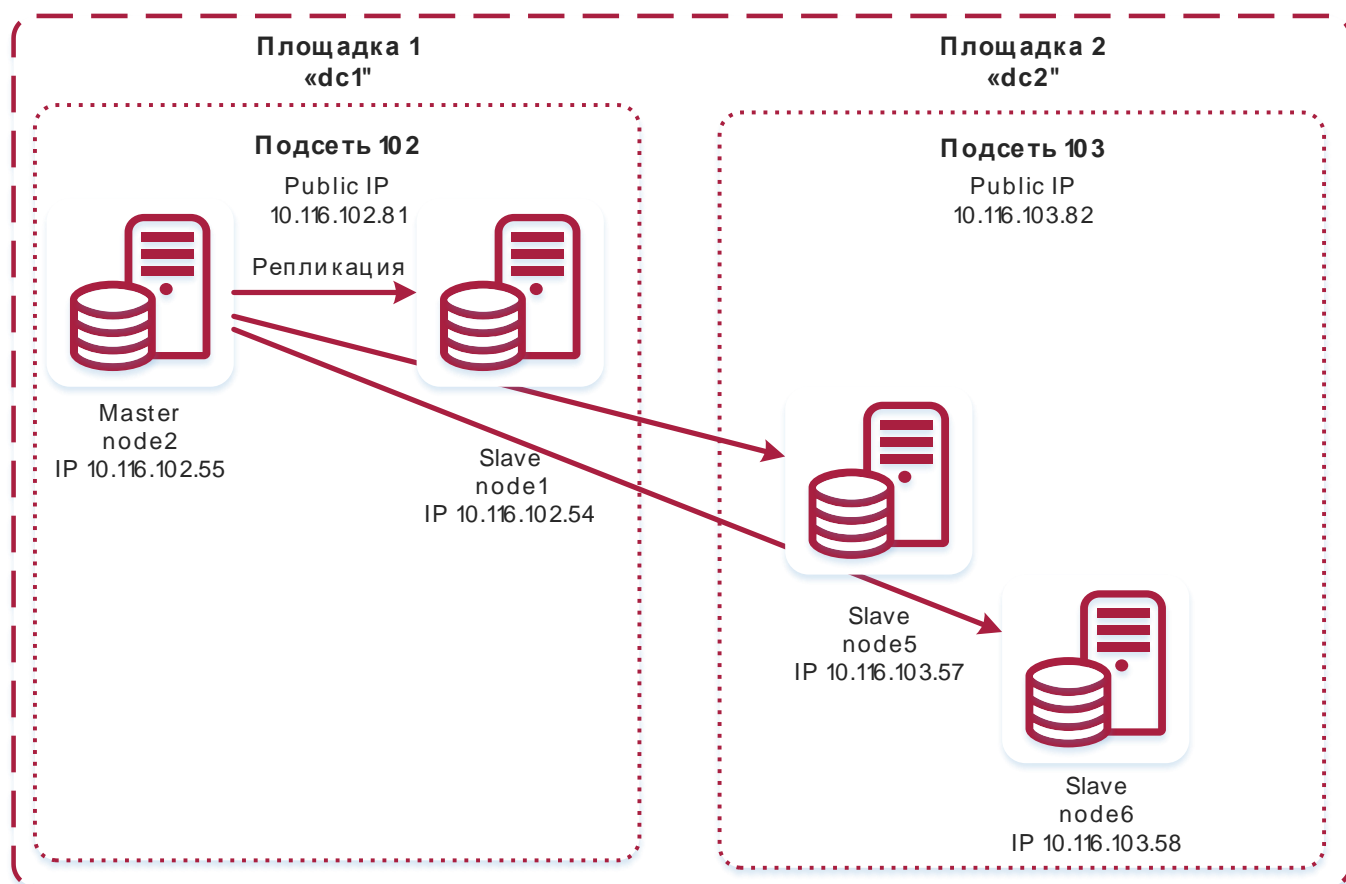 Площадка 1
«dc1"
Подсеть 102
Public IP
10.116.102.81
Репликация
Master
node2
IP 10.116.102.55
Slave
node1
IP 10.116.102.54
Площадка 2
«dc2"
Подсеть 103
Public IP
10.116.103.82
Slave
node5
IP 10.116.103.57
Slave
node6
IP 10.116.103.58